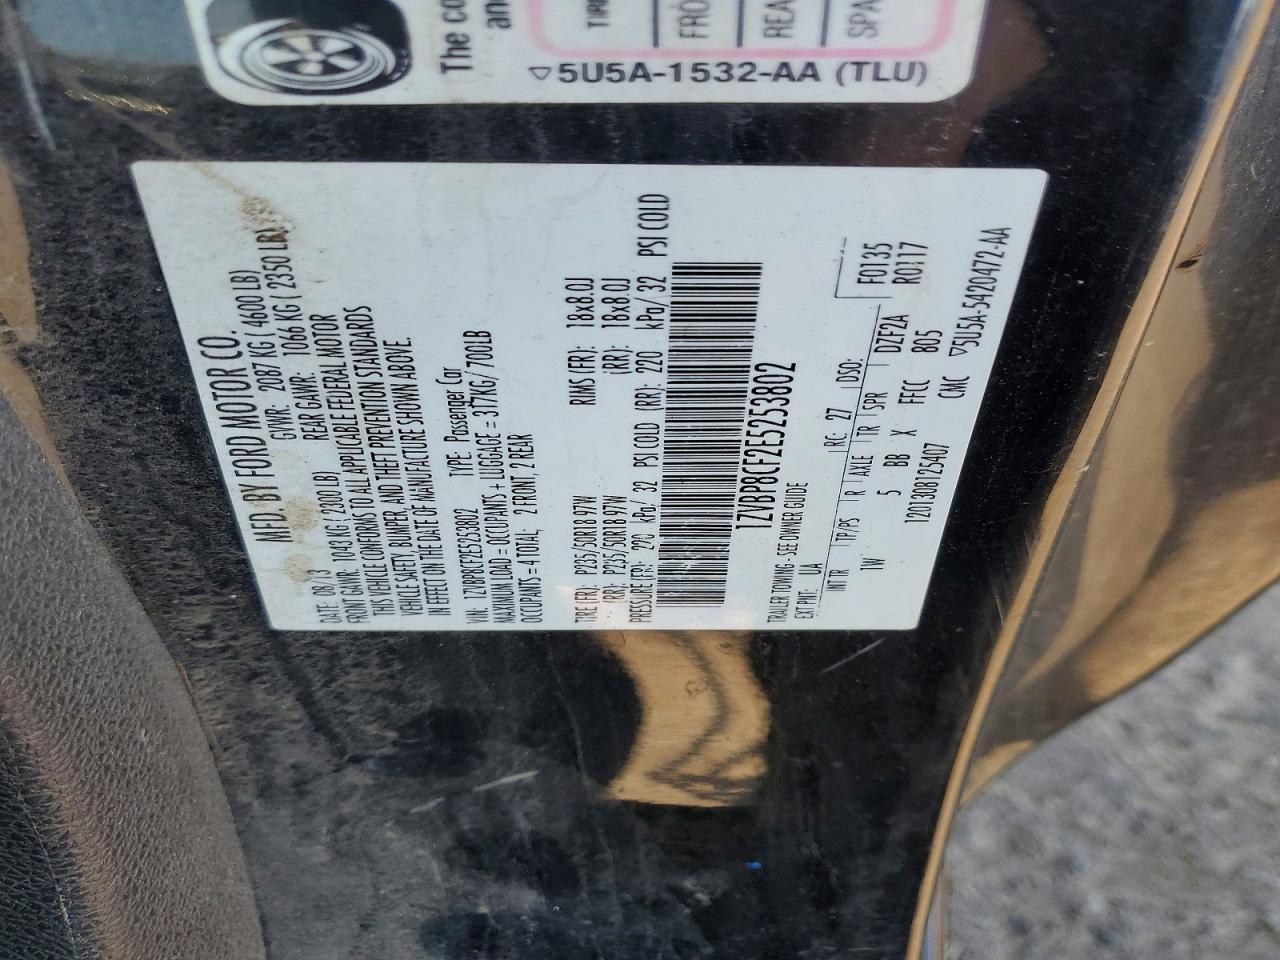 The co
an
TIRE
FRO
REA
SPA
▽5U5A-1532-AA (TLU)
MFD. BY FORD MOTOR CO.
DATE: 08/13 GVWR: 2087 KG ( 4600 LB)
FRONT GAWR: 1043 KG ( 2300 LB) REAR GAWR: 1066 KG ( 2350 LB)
THIS VEHICLE CONFORMS TO ALL APPLICABLE FEDERAL MOTOR
VEHICLE SAFETY, BUMPER, AND THEFT PREVENTION STANDARDS
IN EFFECT ON THE DATE OF MANUFACTURE SHOWN ABOVE.
VIN: 1ZVBP8CF2E5253802 TYPE: Passenger Car
MAXIMUM LOAD = OCCUPANTS + LUGGAGE = 317KG/ 700LB
OCCUPANTS = 4 TOTAL, 2 FRONT, 2 REAR
TIRE (FR): P235/50R18 97W RIMS (FR): 18x8.0J
(RR): P235/50R18 97W (RR): 18x8.0J
PRESSURE (FR): 220 kPa/ 32 PSI COLD (RR): 220 kPa/ 32 PSI COLD
1ZVBP8CF2E5253802
TRAILER TOWING - SEE OWNER GUIDE
EXT PNT: UA RC: 27 DSO: F0135
INT TR TP/PS R AXLE TR SPR R0117
TW 5 BB X DZF2A
FFCC 805
1201308125407 CMC ▽5U5A-5420472-AA